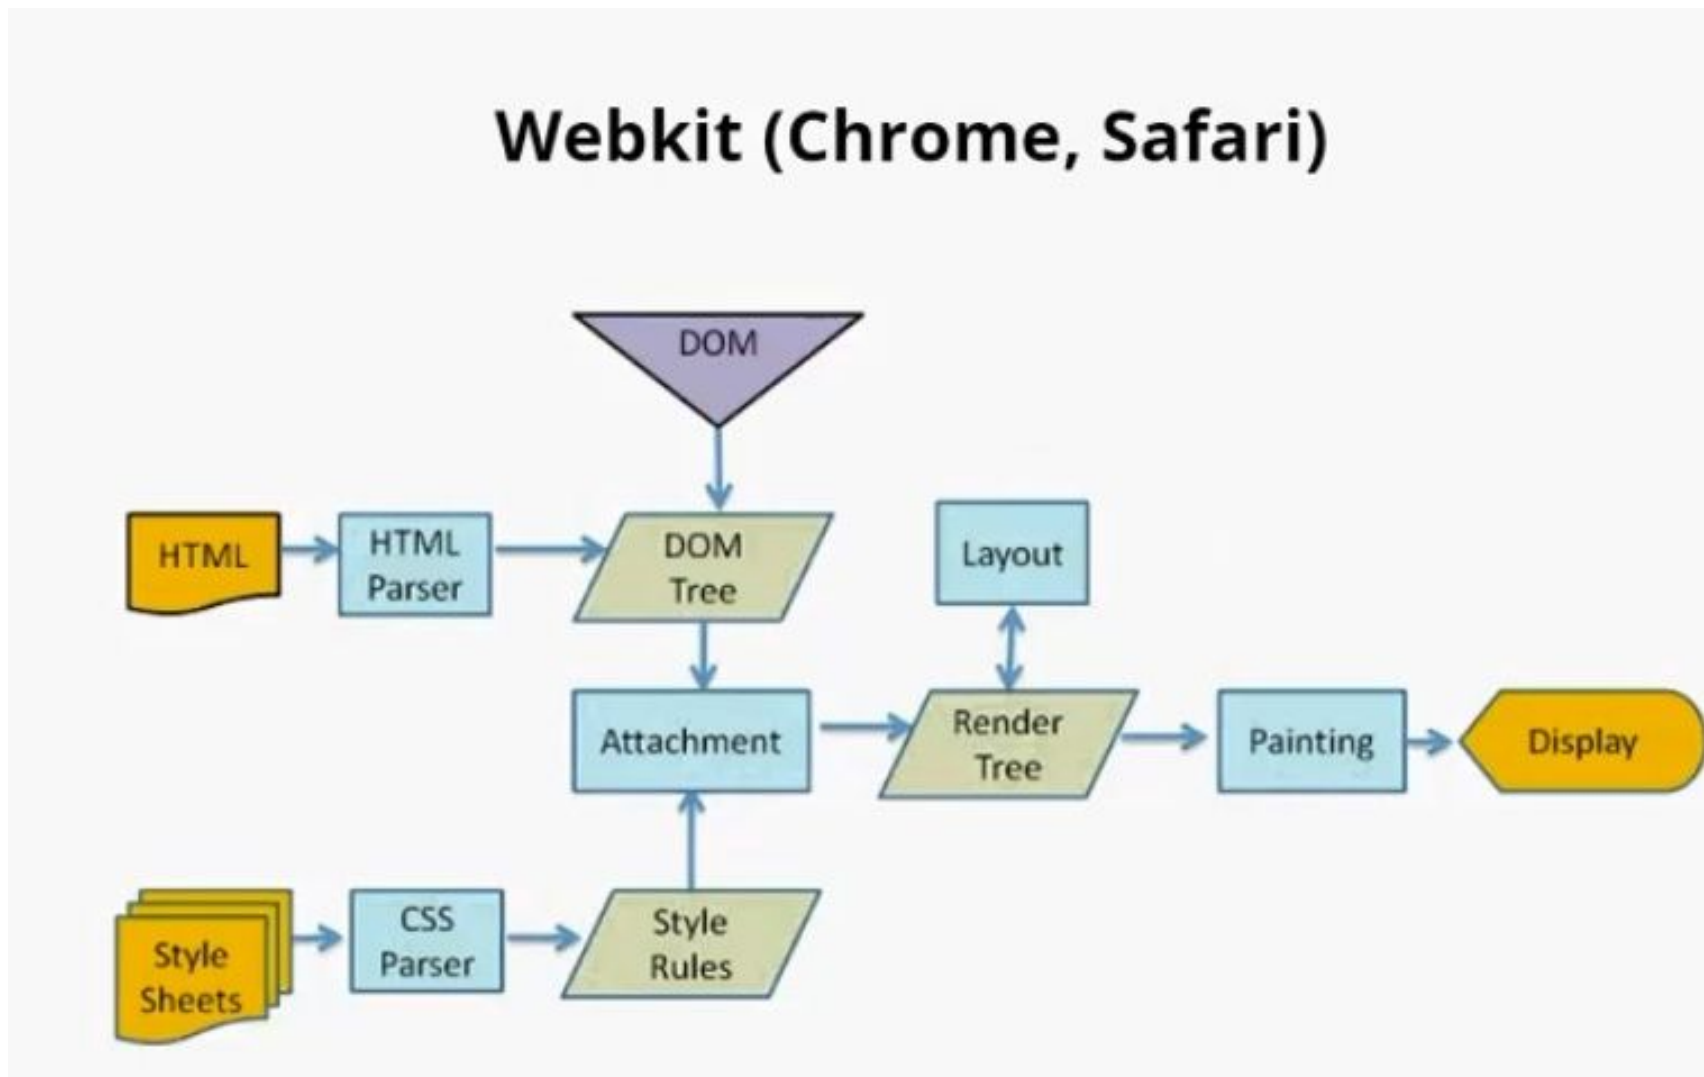 Webkit (Chrome, Safari)
DOM
HTML
HTML
Parser
DOM
Tree
Layout
Attachment
Render
Tree
Painting
Display
Style
Sheets
CSS
Parser
Style
Rules